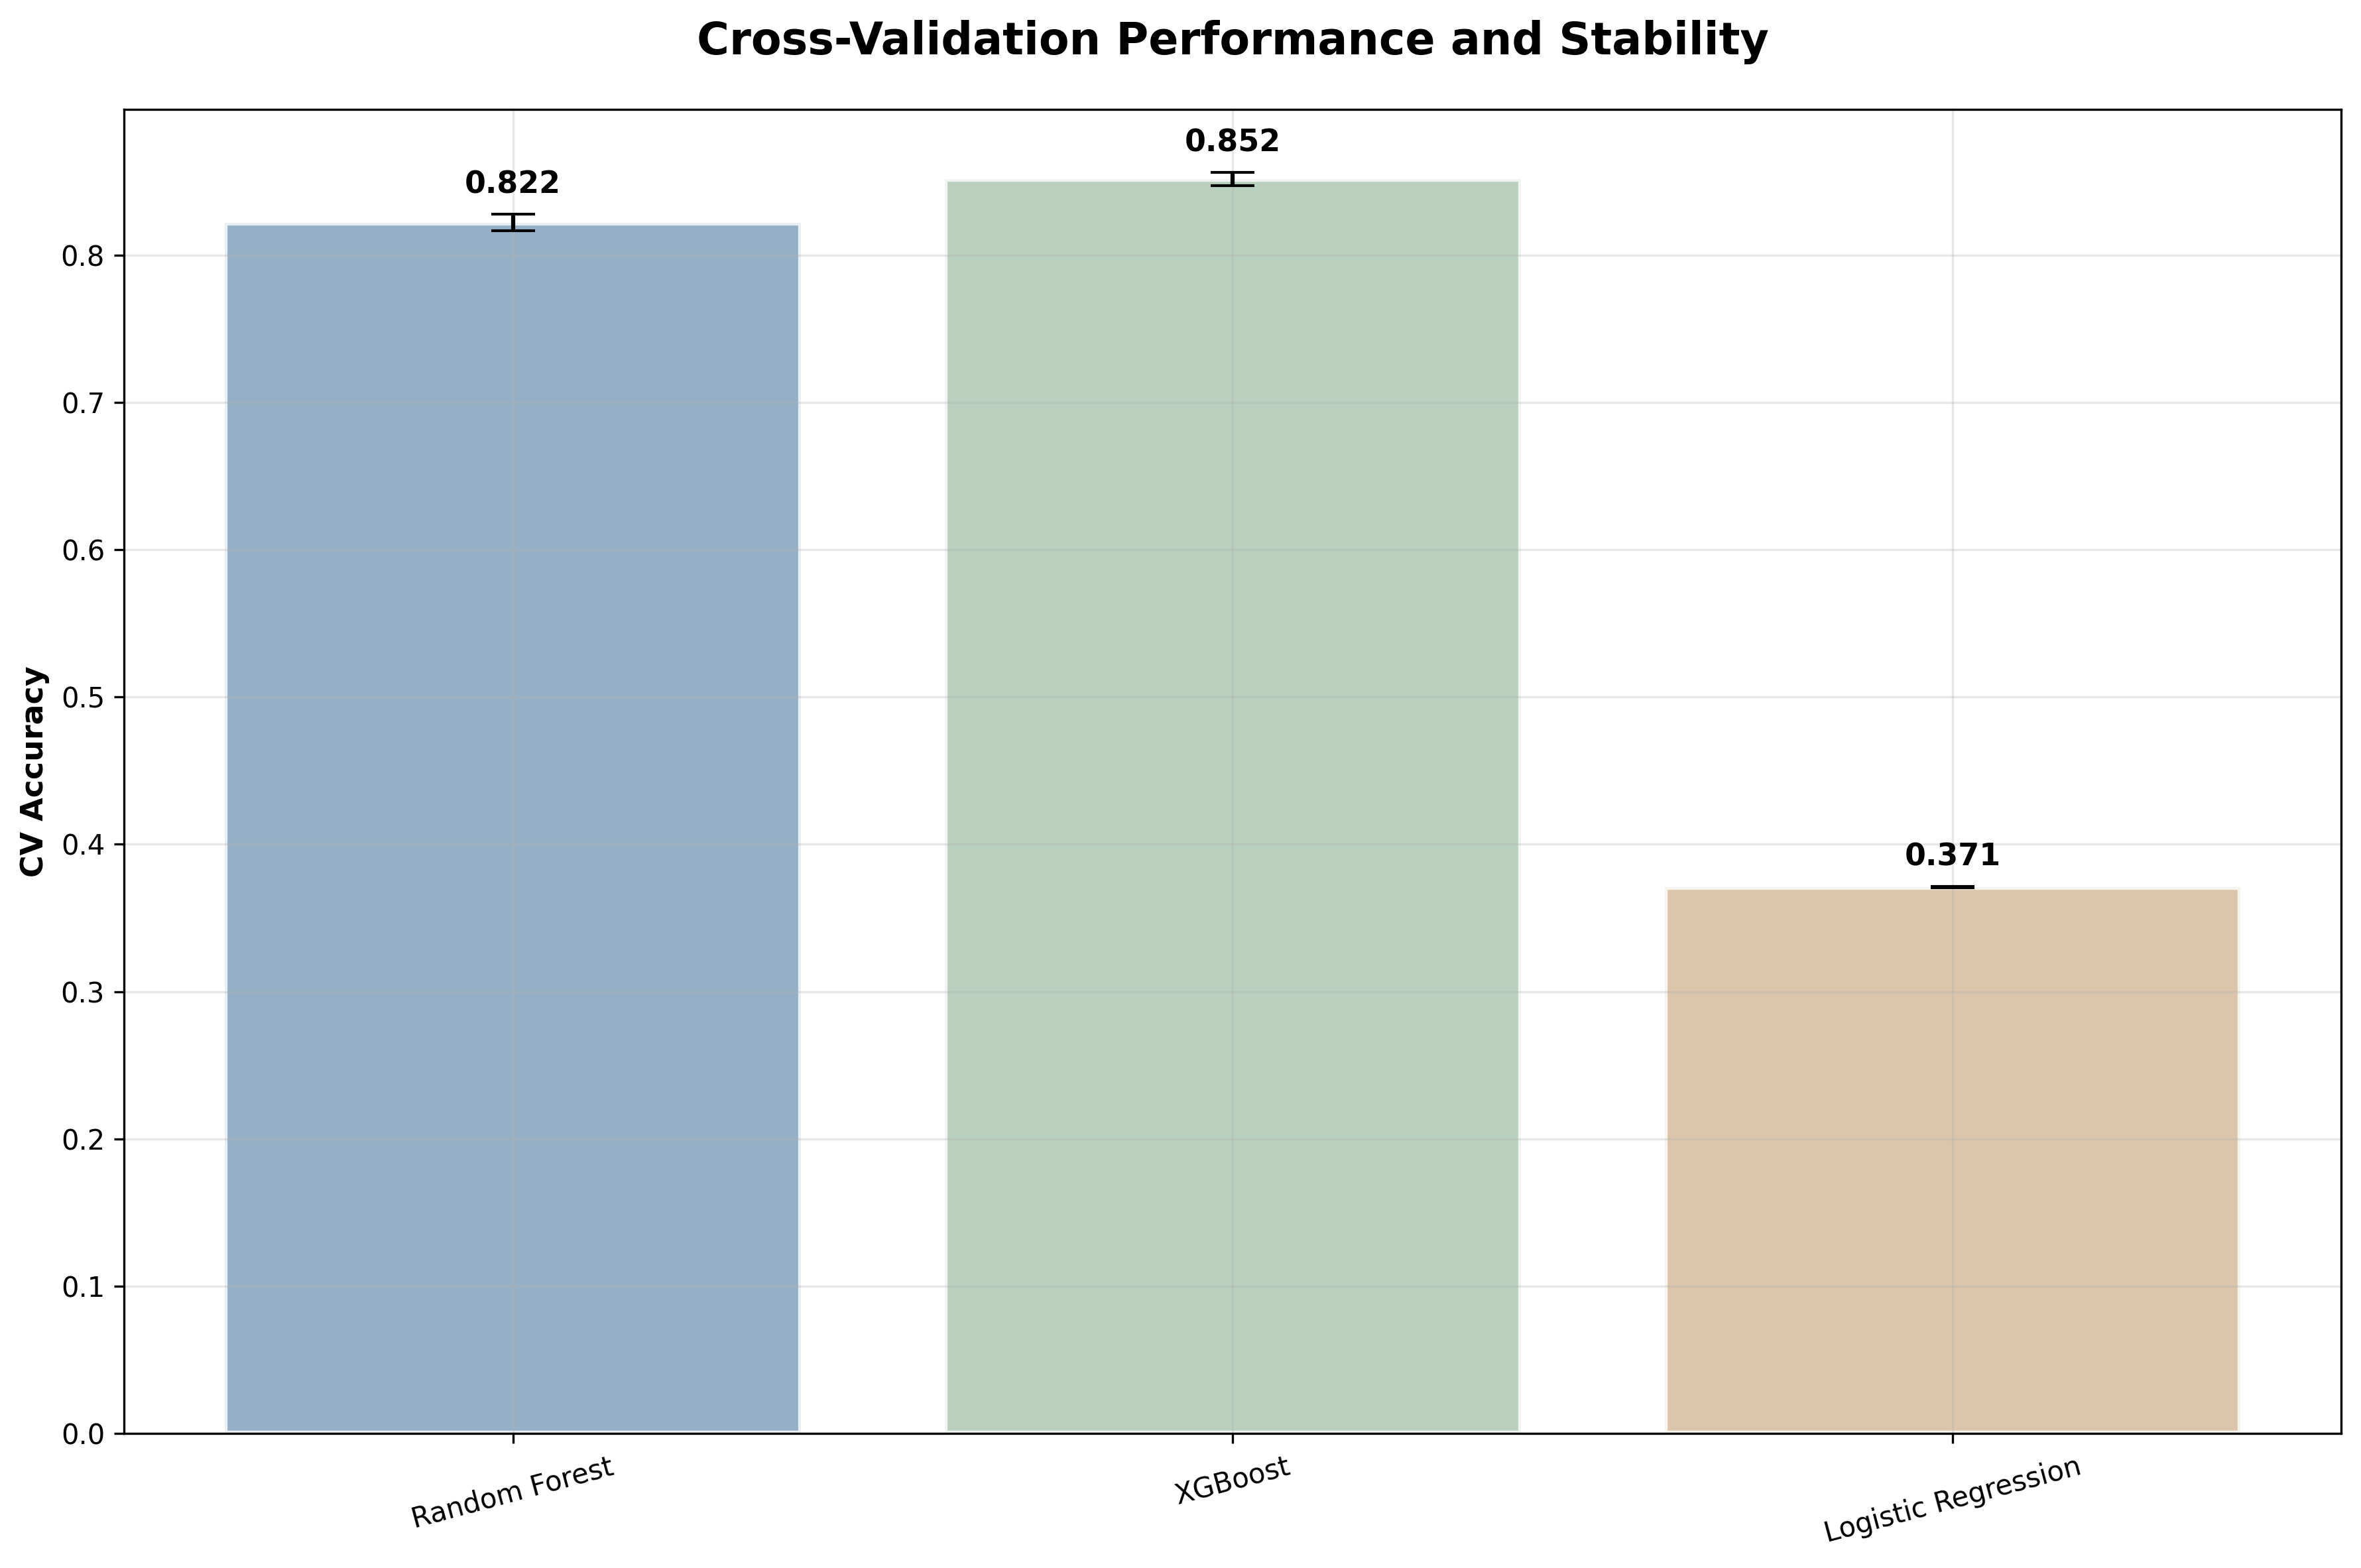 Cross-Validation Performance and Stability
0.852
0.822
0.8
0.7
0.6
0.5
CV Accuracy
0.4
0.371
0.3
0.2
0.1
0.0
Random Forest
XGBoost
Logistic Regression